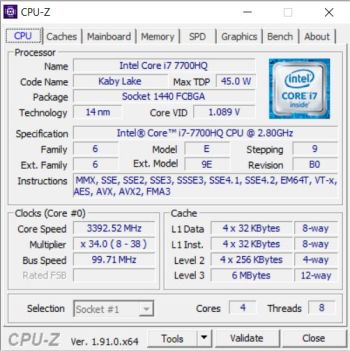 CPU-Z
CPU Caches Mainboard Memory SPD Graphics Bench About
Processor
Name Intel Core i7 7700HQ
Code Name Kaby Lake Max TDP 45.0 W
Package Socket 1440 FCBGA
Technology 14 nm Core VID 1.089 V
intel
CORE i7
inside
Specification Intel® Core™ i7-7700HQ CPU @ 2.80GHz
Family 6 Model E Stepping 9
Ext. Family 6 Ext. Model 9E Revision B0
Instructions MMX, SSE, SSE2, SSE3, SSSE3, SSE4.1, SSE4.2, EM64T, VT-x,
AES, AVX, AVX2, FMA3
Clocks (Core #0)
Core Speed 3392.52 MHz
Multiplier x 34.0 ( 8 - 38 )
Bus Speed 99.71 MHz
Rated FSB
Cache
L1 Data 4 x 32 KBytes 8-way
L1 Inst. 4 x 32 KBytes 8-way
Level 2 4 x 256 KBytes 4-way
Level 3 6 MBytes 12-way
Selection Socket #1 Cores 4 Threads 8
CPU-Z Ver. 1.91.0.x64 Tools Validate Close